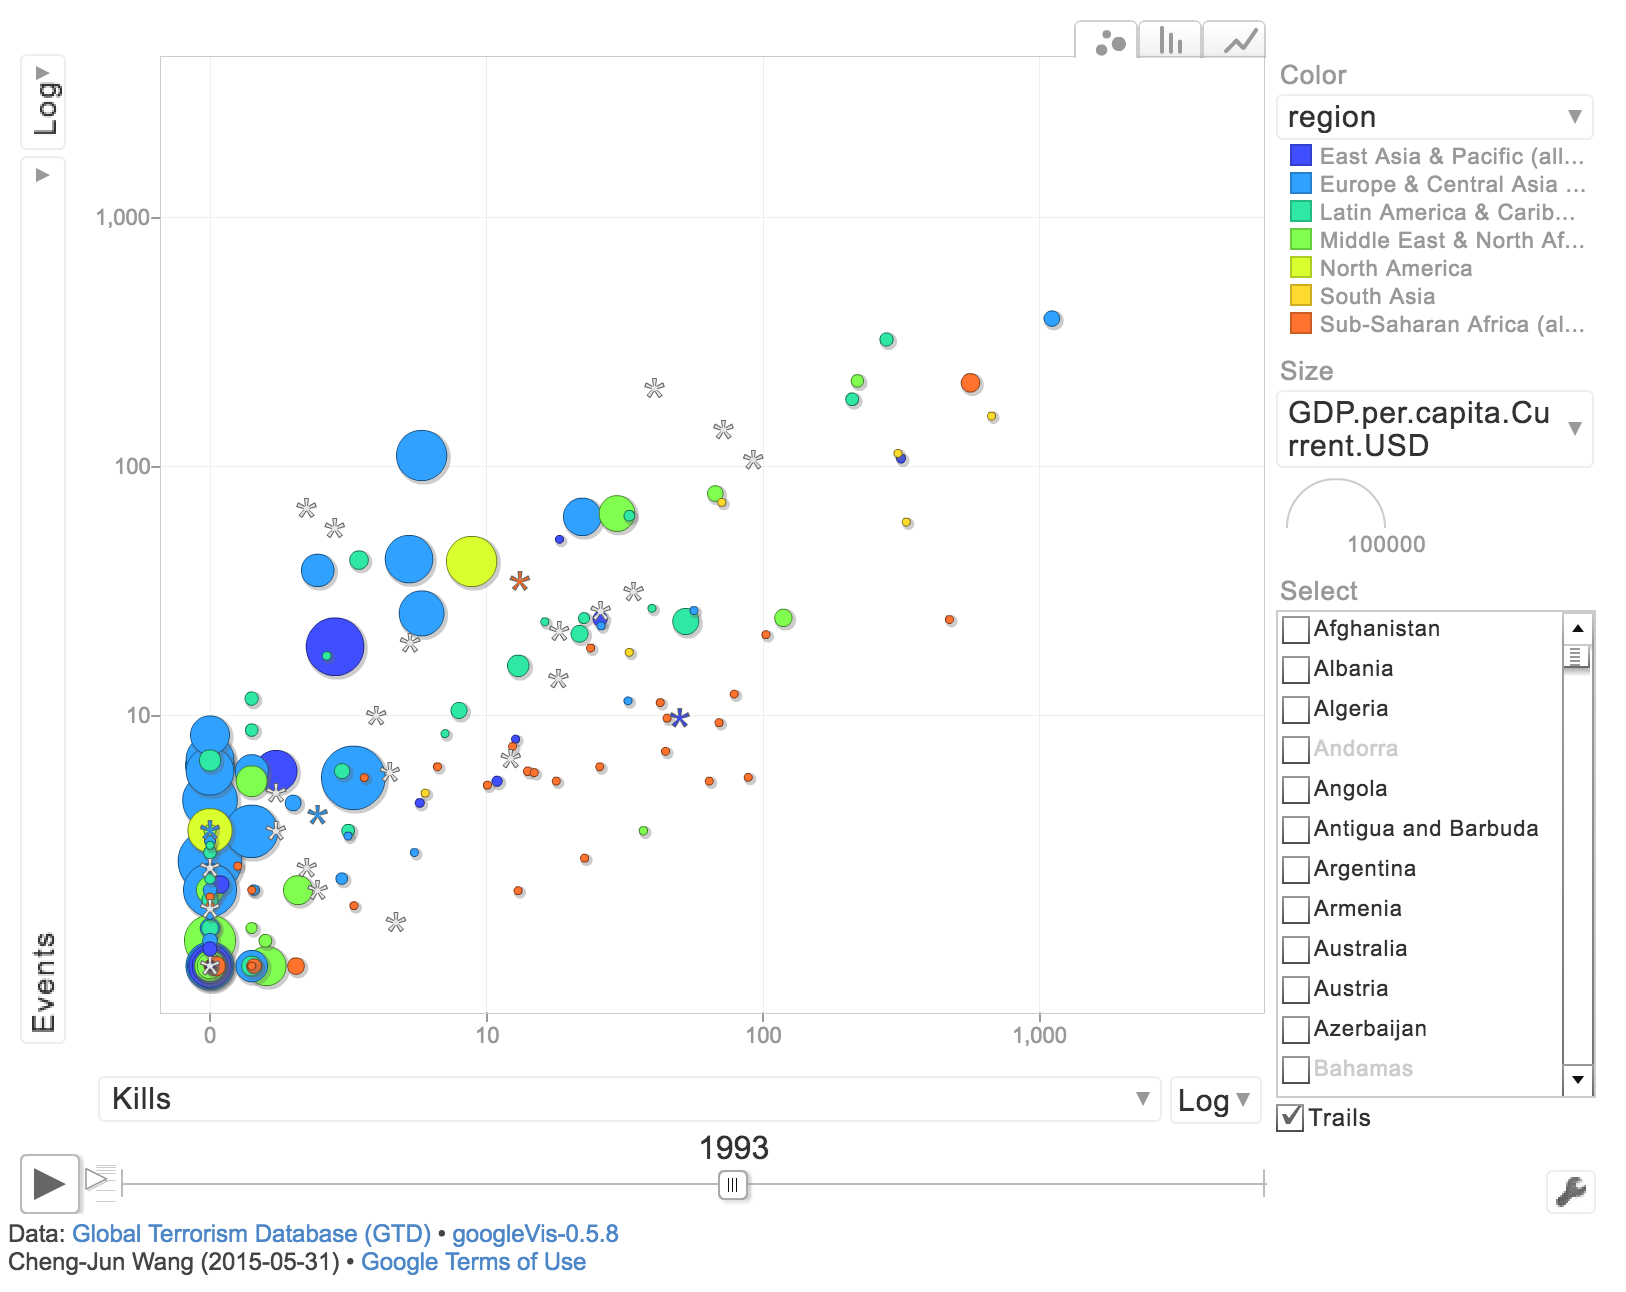 Log
Events
1,000
100
10
0
10
100
1,000
Kills
Log
1993
Color
region
East Asia & Pacific (all...
Europe & Central Asia ...
Latin America & Carib...
Middle East & North Af...
North America
South Asia
Sub-Saharan Africa (al...
Size
GDP.per.capita.Cu
rrent.USD
100000
Select
Afghanistan
Albania
Algeria
Andorra
Angola
Antigua and Barbuda
Argentina
Armenia
Australia
Austria
Azerbaijan
Bahamas
Trails
Data: Global Terrorism Database (GTD) • googleVis-0.5.8
Cheng-Jun Wang (2015-05-31) • Google Terms of Use